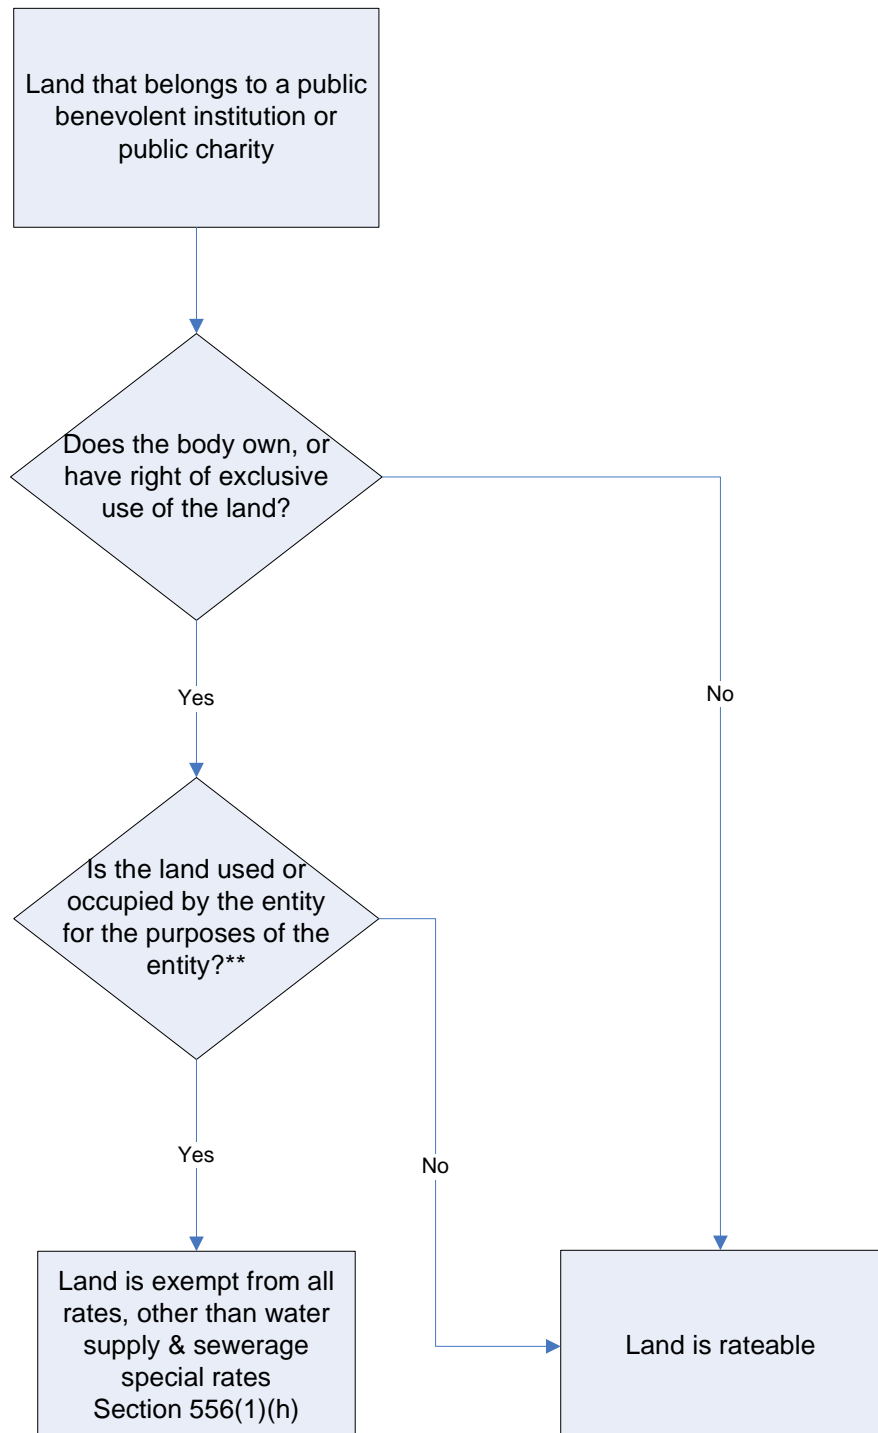 Land that belongs to a public
benevolent institution or
public charity
Does the body own, or
have right of exclusive
use of the land?
Yes
No
Is the land used or
occupied by the entity
for the purposes of the
entity?**
Yes
No
Land is exempt from all
rates, other than water
supply & sewerage
special rates
Section 556(1)(h)
Land is rateable